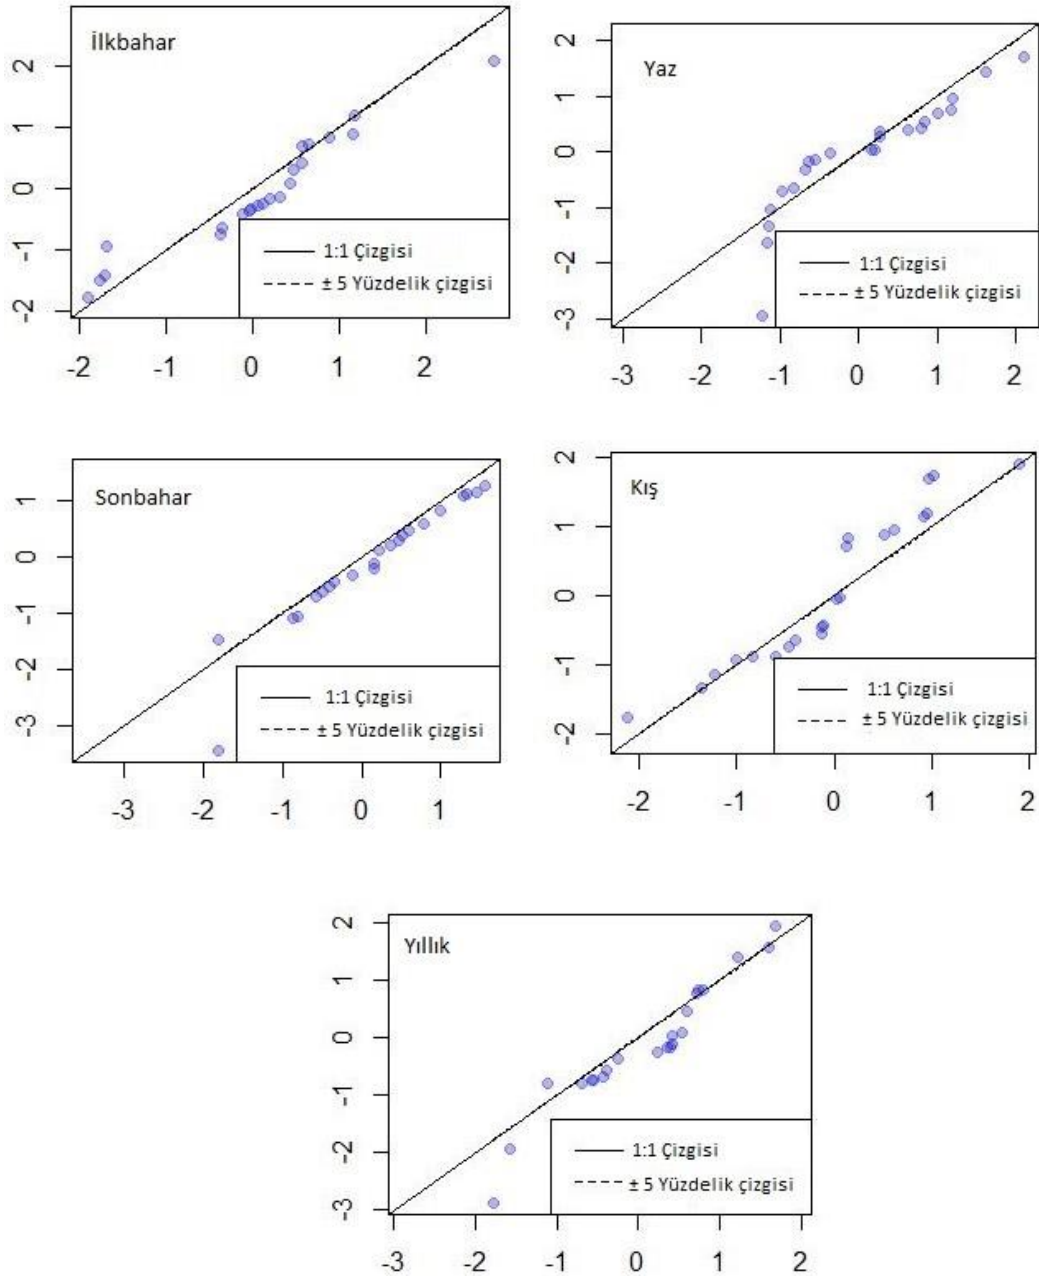 İlkbahar
2
1
0
-1
-2
1:1 Çizgisi
± 5 Yüzdelik çizgisi
-2 -1 0 1 2
Yaz
2
1
0
-1
-2
-3
1:1 Çizgisi
± 5 Yüzdelik çizgisi
-3 -2 -1 0 1 2
Sonbahar
1
0
-1
-2
-3
1:1 Çizgisi
± 5 Yüzdelik çizgisi
-3 -2 -1 0 1
Kış
2
1
0
-1
-2
1:1 Çizgisi
± 5 Yüzdelik çizgisi
-2 -1 0 1 2
Yıllık
2
1
0
-1
-2
-3
1:1 Çizgisi
± 5 Yüzdelik çizgisi
-3 -2 -1 0 1 2